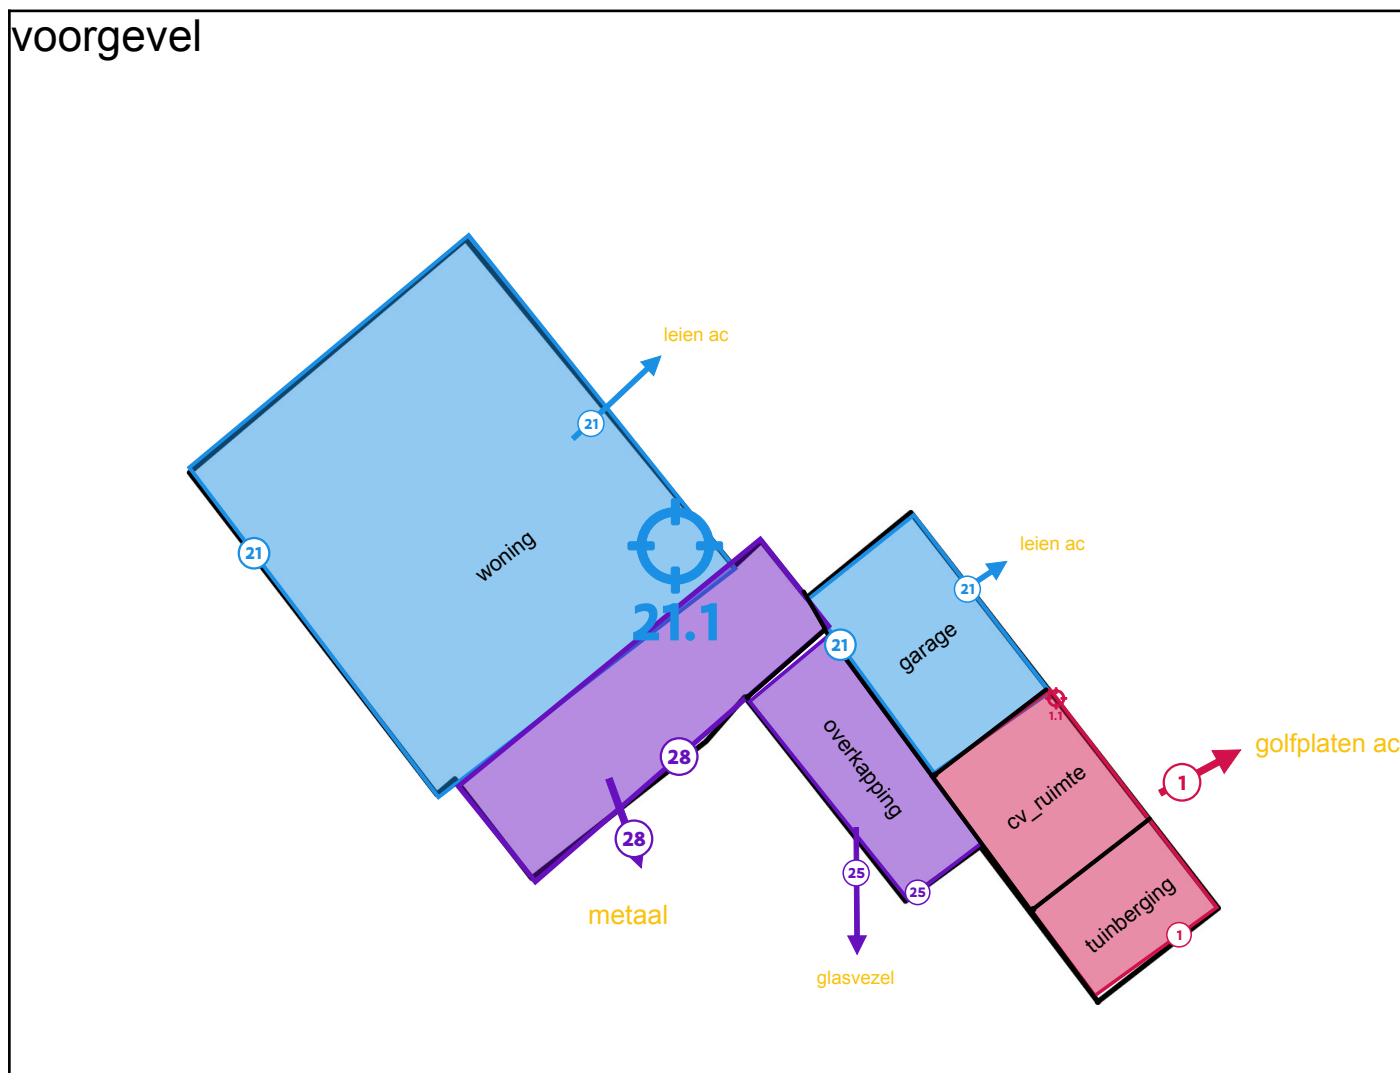 voorgevel
leien ac
21
leien ac
21
woning
21
21.1
21
garage
1.1
golfplaten ac
1
28
overkapping
cv_ruimte
28
25
25
metaal
tuinberging
1
glasvezel